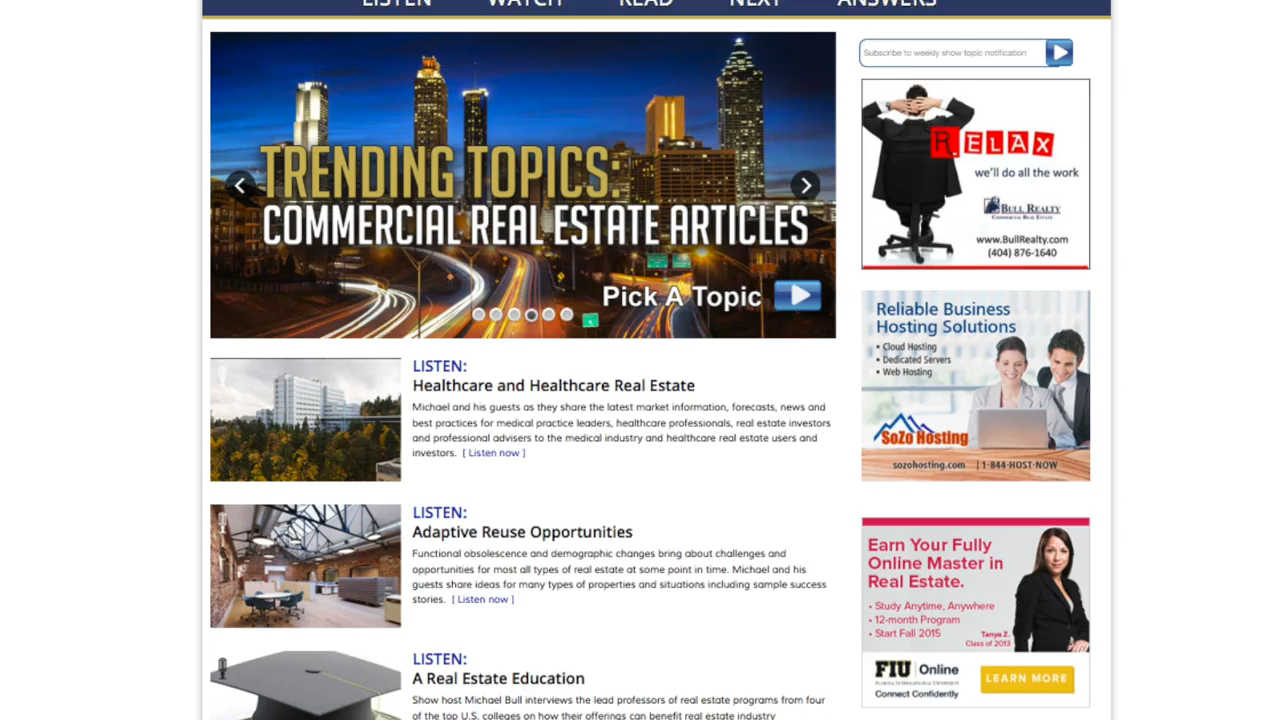 LISTEN WATCH READ NEXT ANSWERS
Subscribe to weekly show topic notification
TRENDING TOPICS:
COMMERCIAL REAL ESTATE ARTICLES
Pick A Topic
RELAX
we'll do all the work
BULL REALTY
COMMERCIAL REAL ESTATE
www.BullRealty.com
(404) 876-1640
Reliable Business
Hosting Solutions
▪ Cloud Hosting
▪ Dedicated Servers
▪ Web Hosting
SoZo Hosting
sozohosting.com | 1-844-HOST-NOW
LISTEN:
Healthcare and Healthcare Real Estate
Michael and his guests as they share the latest market information, forecasts, news and
best practices for medical practice leaders, healthcare professionals, real estate investors
and professional advisers to the medical industry and healthcare real estate users and
investors. [ Listen now ]
LISTEN:
Adaptive Reuse Opportunities
Functional obsolescence and demographic changes bring about challenges and
opportunities for most all types of real estate at some point in time. Michael and his
guests share ideas for many types of properties and situations including sample success
stories. [ Listen now ]
LISTEN:
A Real Estate Education
Show host Michael Bull interviews the lead professors of real estate programs from four
of the top U.S. colleges on how their offerings can benefit real estate industry
Earn Your Fully
Online Master in
Real Estate.
• Study Anytime, Anywhere
• 12-month Program
• Start Fall 2015
Tanya Z.
Class of 2013
FIU Online
FLORIDA INTERNATIONAL UNIVERSITY
Connect Confidently
LEARN MORE